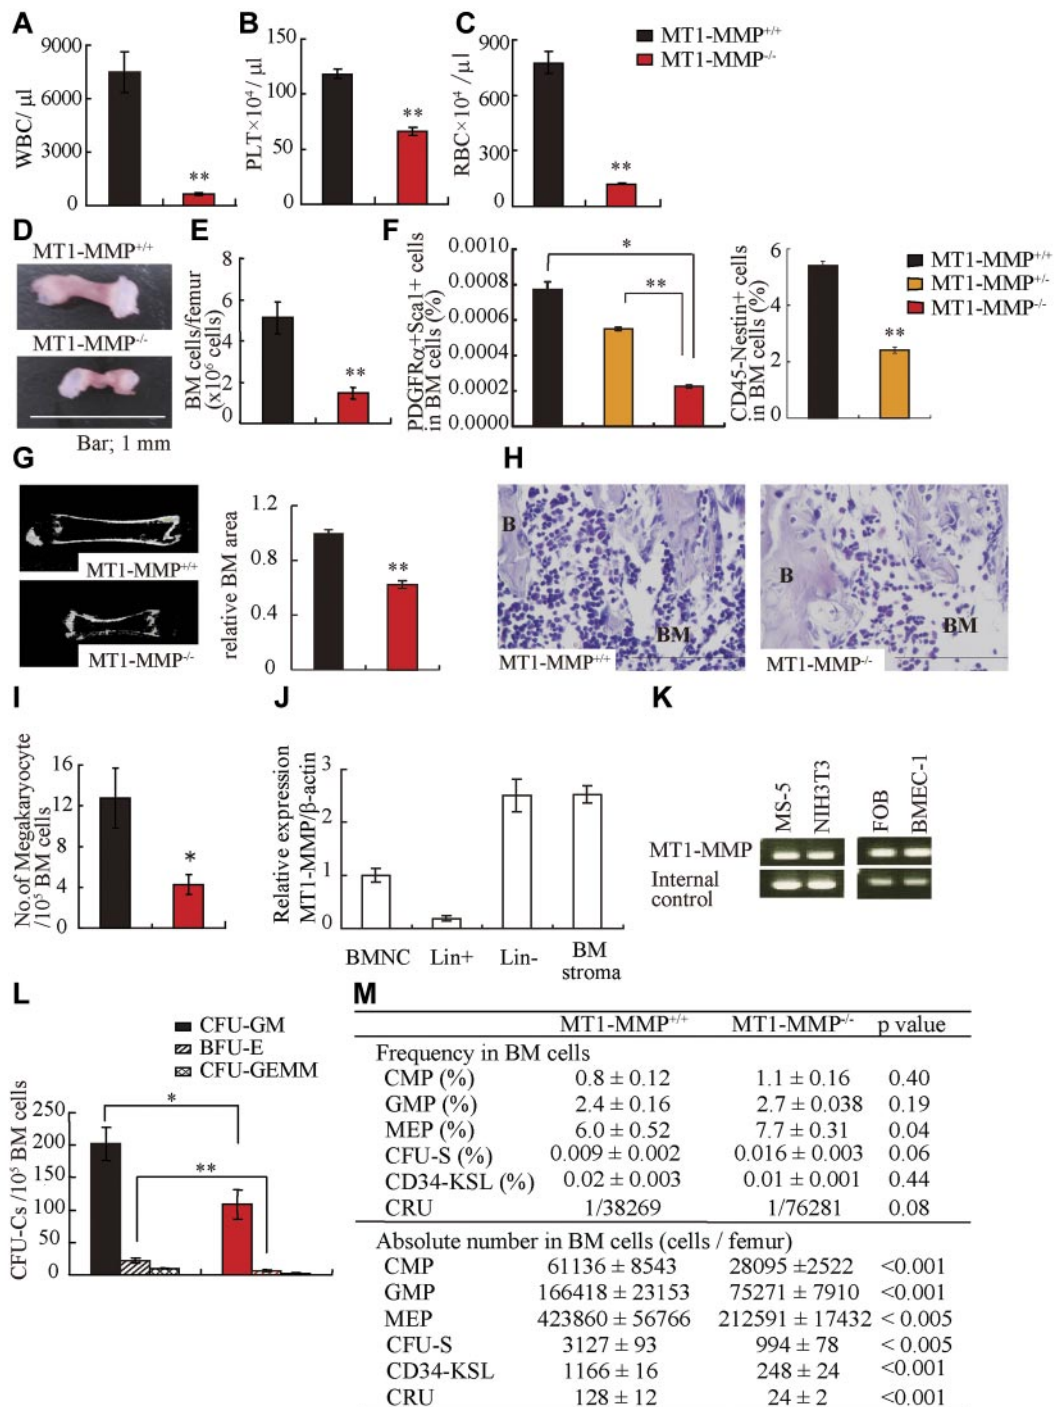 A
WBC/ µl
9000
6000
3000
0
**
B
PLT×10⁴/ µl
150
100
50
0
**
C
RBC×10⁴ /µl
900
600
300
0
**
MT1-MMP+/+
MT1-MMP-/-
D
MT1-MMP+/+
MT1-MMP-/-
Bar; 1 mm
E
BM cells/femur
(x10⁶ cells)
8
6
4
2
0
**
F
PDGFRα+Sca1+ cells
in BM cells (%)
0.0010
0.0008
0.0006
0.0004
0.0002
0.0000
*
**
CD45-Nestin+ cells
in BM cells (%)
6
4
2
0
**
MT1-MMP+/+
MT1-MMP+/-
MT1-MMP-/-
G
MT1-MMP+/+
MT1-MMP-/-
relative BM area
1.2
0.8
0.4
0
**
H
B
BM
MT1-MMP+/+
B
BM
MT1-MMP-/-
I
No.of Megakaryocyte
/10⁵ BM cells
16
12
8
4
0
*
J
Relative expression
MT1-MMP/β-actin
3
2
1
0
BMNC Lin+ Lin- BM
stroma
K
MS-5 NIH3T3 FOB BMEC-1
MT1-MMP
Internal
control
L
CFU-GM
BFU-E
CFU-GEMM
CFU-Cs /10⁵ BM cells
250
200
150
100
50
0
*
**
M
MT1-MMP+/+ MT1-MMP-/- p value
Frequency in BM cells
CMP (%) 0.8 ± 0.12 1.1 ± 0.16 0.40
GMP (%) 2.4 ± 0.16 2.7 ± 0.038 0.19
MEP (%) 6.0 ± 0.52 7.7 ± 0.31 0.04
CFU-S (%) 0.009 ± 0.002 0.016 ± 0.003 0.06
CD34-KSL (%) 0.02 ± 0.003 0.01 ± 0.001 0.44
CRU 1/38269 1/76281 0.08
Absolute number in BM cells (cells / femur)
CMP 61136 ± 8543 28095 ±2522 <0.001
GMP 166418 ± 23153 75271 ± 7910 <0.001
MEP 423860 ± 56766 212591 ± 17432 < 0.005
CFU-S 3127 ± 93 994 ± 78 < 0.005
CD34-KSL 1166 ± 16 248 ± 24 <0.001
CRU 128 ± 12 24 ± 2 <0.001